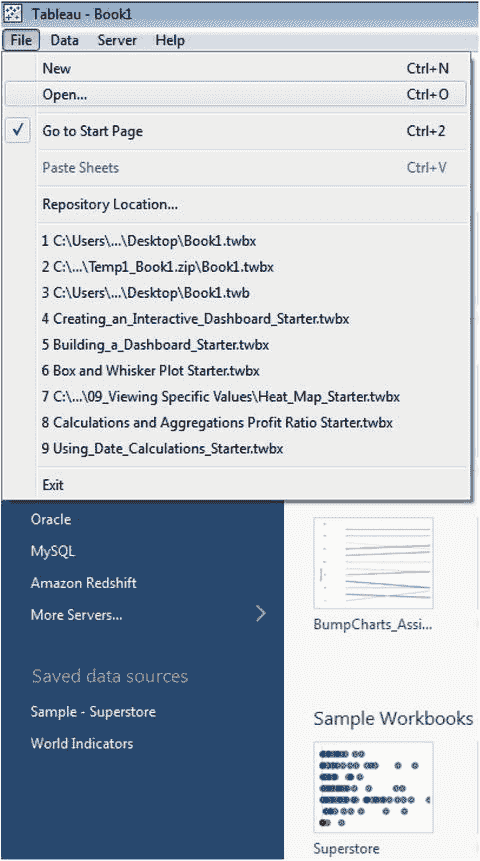 Tableau - Book1
File Data Server Help
New Ctrl+N
Open... Ctrl+O
Go to Start Page Ctrl+2
Paste Sheets Ctrl+V
Repository Location...
1 C:\Users\...\Desktop\Book1.twbx
2 C:\...\Temp1_Book1.zip\Book1.twbx
3 C:\Users\...\Desktop\Book1.twb
4 Creating_an_Interactive_Dashboard_Starter.twbx
5 Building_a_Dashboard_Starter.twbx
6 Box and Whisker Plot Starter.twbx
7 C:\...\09_Viewing Specific Values\Heat_Map_Starter.twbx
8 Calculations and Aggregations Profit Ratio Starter.twbx
9 Using_Date_Calculations_Starter.twbx
Exit
Oracle
MySQL
Amazon Redshift
More Servers...
Saved data sources
Sample - Superstore
World Indicators
BumpCharts_Assi...
Sample Workbooks
Superstore